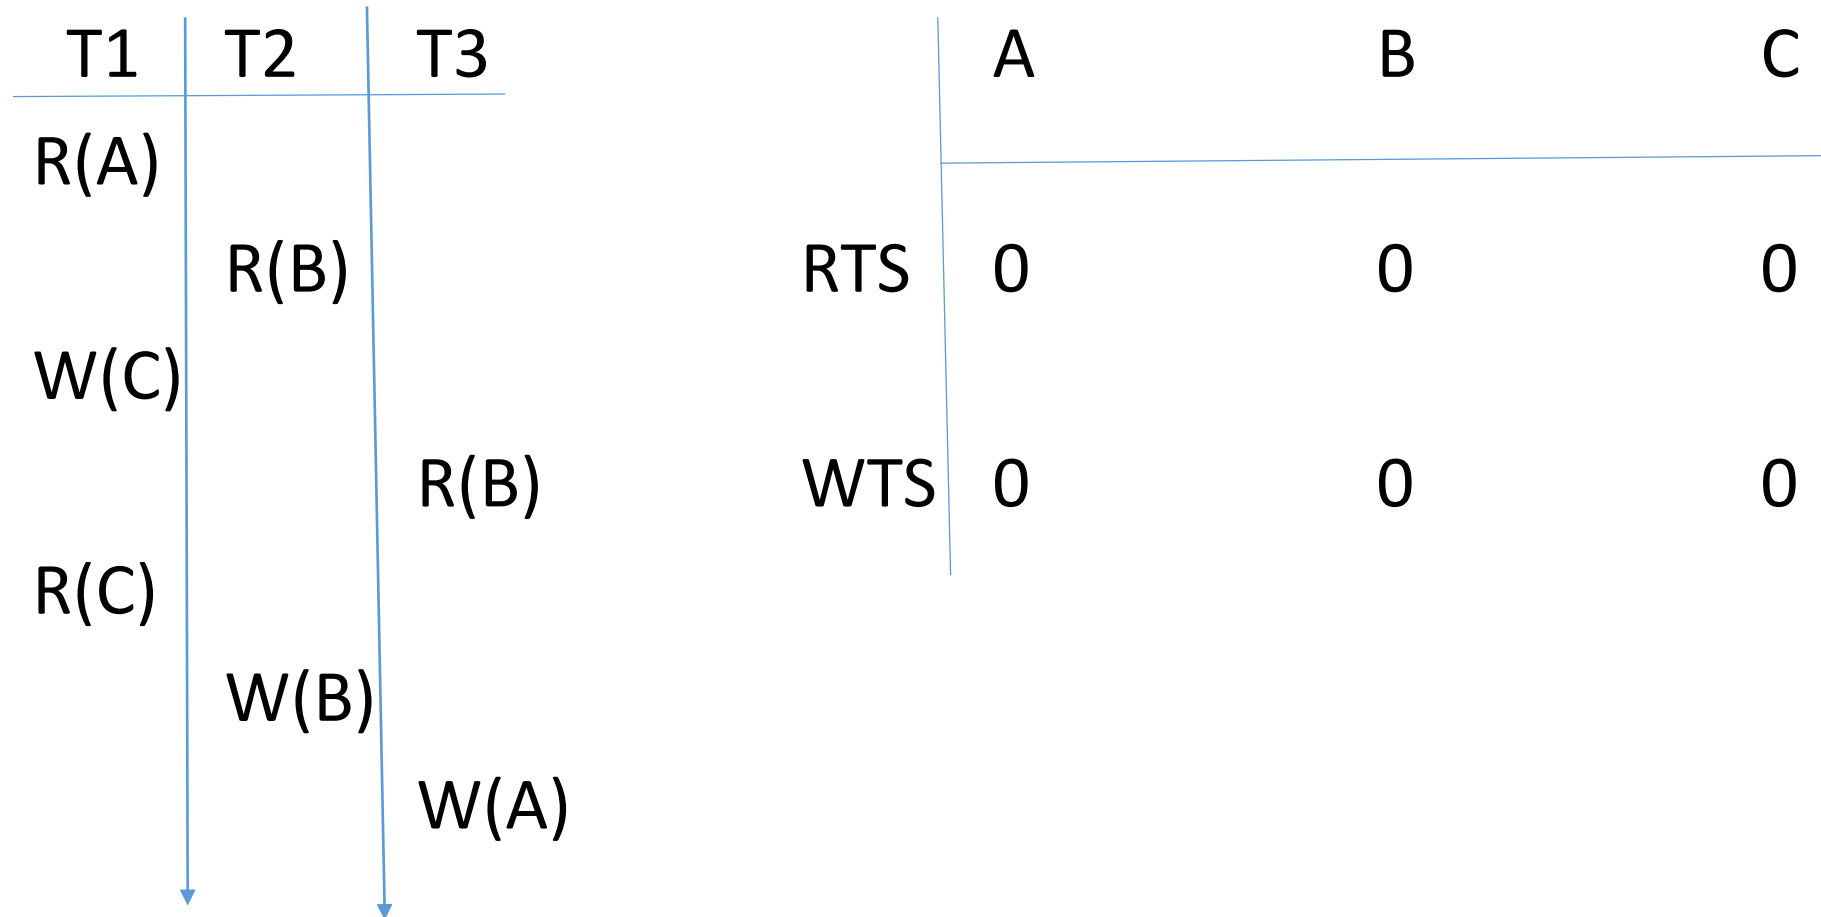 T1 T2 T3 A B C
R(A)
R(B) RTS 0 0 0
W(C)
R(B) WTS 0 0 0
R(C)
W(B)
W(A)